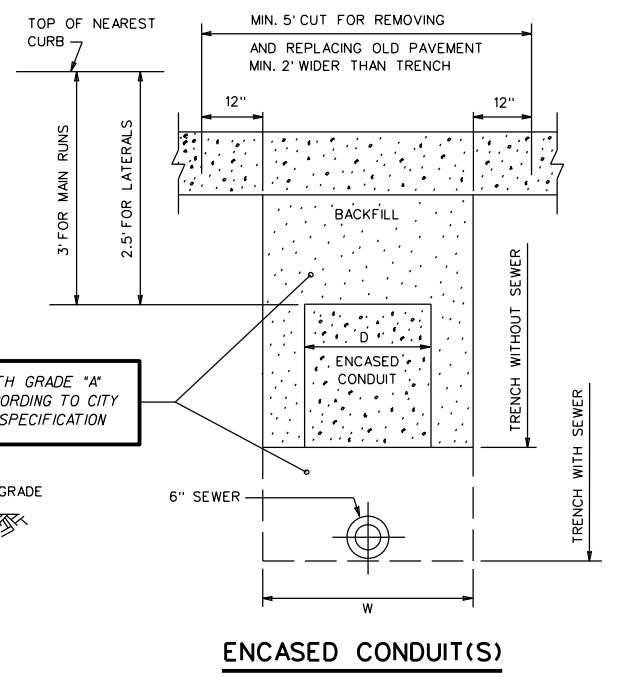 TOP OF NEAREST
CURB
MIN. 5' CUT FOR REMOVING
AND REPLACING OLD PAVEMENT
MIN. 2' WIDER THAN TRENCH
12"
12"
3' FOR MAIN RUNS
2.5' FOR LATERALS
BACKFILL
D
ENCASED
CONDUIT
TRENCH WITHOUT SEWER
TRENCH WITH SEWER
TH GRADE "A"
CORDING TO CITY
SPECIFICATION
GRADE
6" SEWER
W
ENCASED CONDUIT(S)